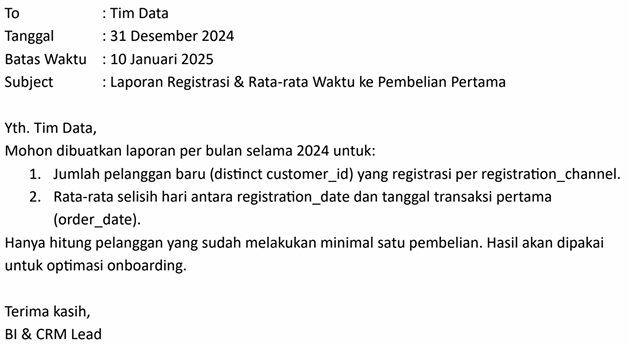 To : Tim Data
Tanggal : 31 Desember 2024
Batas Waktu : 10 Januari 2025
Subject : Laporan Registrasi & Rata-rata Waktu ke Pembelian Pertama
Yth. Tim Data,
Mohon dibuatkan laporan per bulan selama 2024 untuk:
1. Jumlah pelanggan baru (distinct customer_id) yang registrasi per registration_channel.
2. Rata-rata selisih hari antara registration_date dan tanggal transaksi pertama
(order_date).
Hanya hitung pelanggan yang sudah melakukan minimal satu pembelian. Hasil akan dipakai
untuk optimasi onboarding.
Terima kasih,
BI & CRM Lead